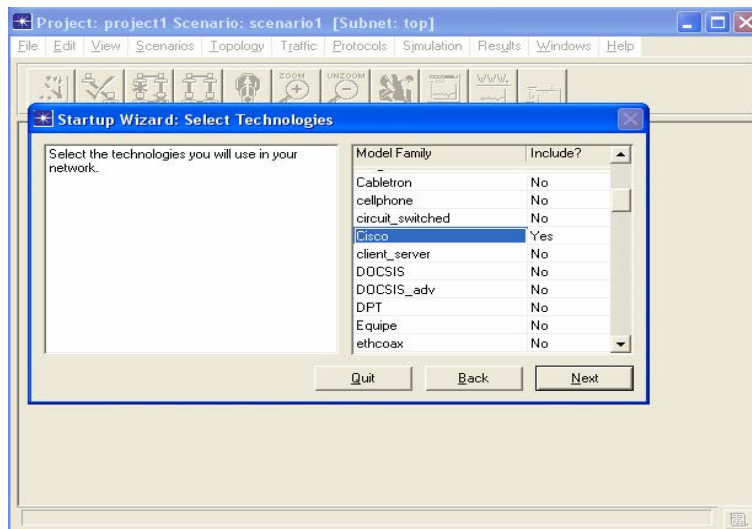 Project: project1 Scenario: scenario1 [Subnet: top]
File Edit View Scenarios Topology Traffic Protocols Simulation Results Windows Help
ZOOM UNZOOM WWW.
Startup Wizard: Select Technologies
Select the technologies you will use in your
network.
Model Family Include?
Cabletron No
cellphone No
circuit_switched No
Cisco Yes
client_server No
DOCSIS No
DOCSIS_adv No
DPT No
Equipe No
ethcoax No
Quit Back Next